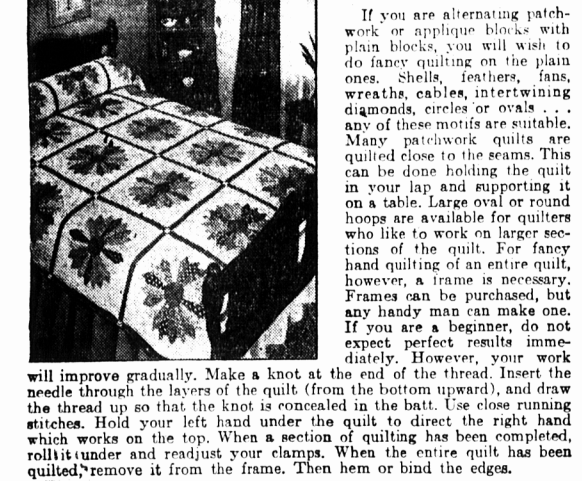 If you are alternating patch-
work or applique blocks with
plain blocks, you will wish to
do fancy quilting on the plain
ones. Shells, feathers, fans,
wreaths, cables, intertwining
diamonds, circles or ovals . . .
any of these motifs are suitable.
Many patchwork quilts are
quilted close to the seams. This
can be done holding the quilt
in your lap and supporting it
on a table. Large oval or round
hoops are available for quilters
who like to work on larger sec-
tions of the quilt. For fancy
hand quilting of an entire quilt,
however, a frame is necessary.
Frames can be purchased, but
any handy man can make one.
If you are a beginner, do not
expect perfect results imme-
diately. However, your work
will improve gradually. Make a knot at the end of the thread. Insert the
needle through the layers of the quilt (from the bottom upward), and draw
the thread up so that the knot is concealed in the batt. Use close running
stitches. Hold your left hand under the quilt to direct the right hand
which works on the top. When a section of quilting has been completed,
roll it under and readjust your clamps. When the entire quilt has been
quilted, remove it from the frame. Then hem or bind the edges.